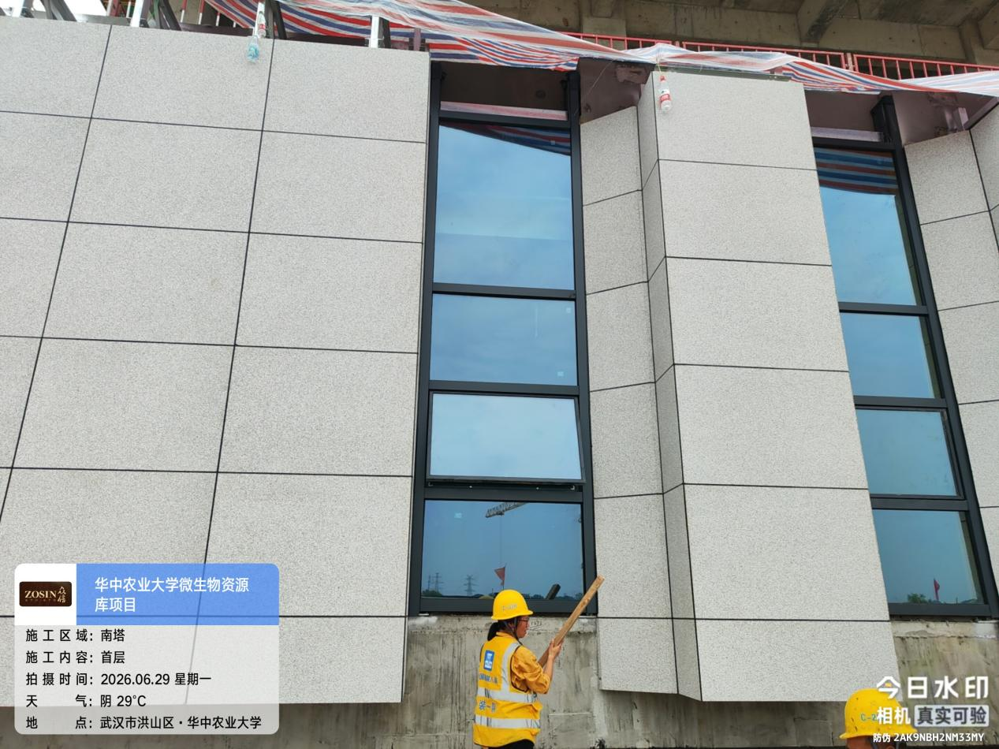 ZOSIN 众信
华中农业大学微生物资源
库项目
施工区域：南塔
施工内容：首层
拍摄时间：2026.06.29 星期一
天气：阴 29℃
地点：武汉市洪山区·华中农业大学
今日水印
相机 真实可验
防伪 2AK9NBH2NM33MY